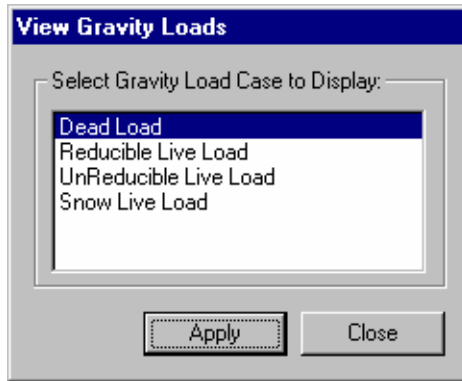 View Gravity Loads
Select Gravity Load Case to Display:
Dead Load
Reducible Live Load
UnReducible Live Load
Snow Live Load
Apply
Close